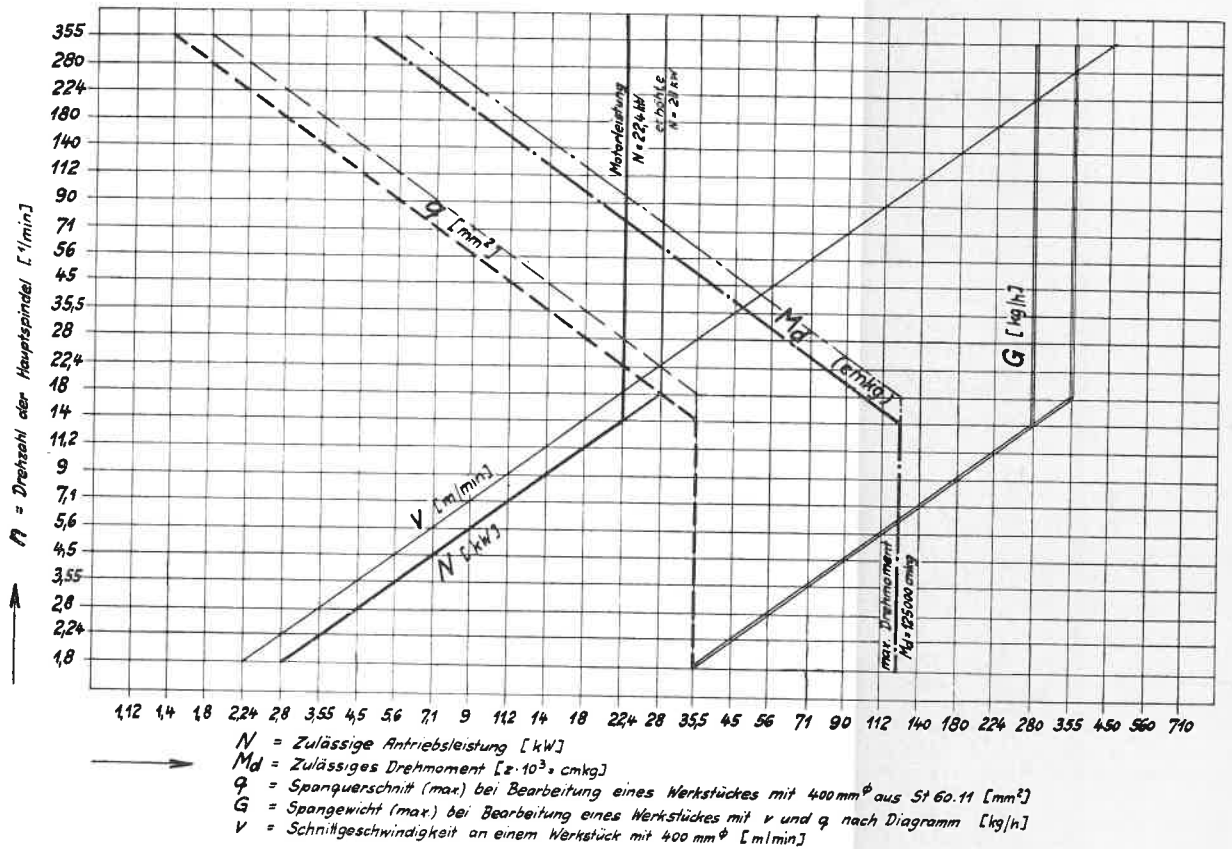 355
280
224
180
140
112
90
71
56
45
35,5
28
22,4
18
14
11,2
9
7,1
5,6
4,5
3,55
28
2,24
1,8
n = Drehzahl der Hauptspindel [1/min]
Motorleistung
N = 22,4 kW
erhöhte
N = 28 kW
q [mm²]
Md (cmkg)
G [kg/h]
v [m/min]
N [kW]
max. Drehmoment
Md = 125000 cmkg
1,12 1,4 1,8 2,24 2,8 3,55 4,5 5,6 7,1 9 11,2 14 18 22,4 28 35,5 45 56 71 90 112 140 180 224 280 355 450 560 710
N = Zulässige Antriebsleistung [kW]
Md = Zulässiges Drehmoment [z·10³ = cmkg]
q = Spanquerschnitt (max) bei Bearbeitung eines Werkstückes mit 400 mm ⌀ aus St 60.11 [mm²]
G = Spangewicht (max) bei Bearbeitung eines Werkstückes mit v und q nach Diagramm [kg/h]
v = Schnittgeschwindigkeit an einem Werkstück mit 400 mm ⌀ [m/min]